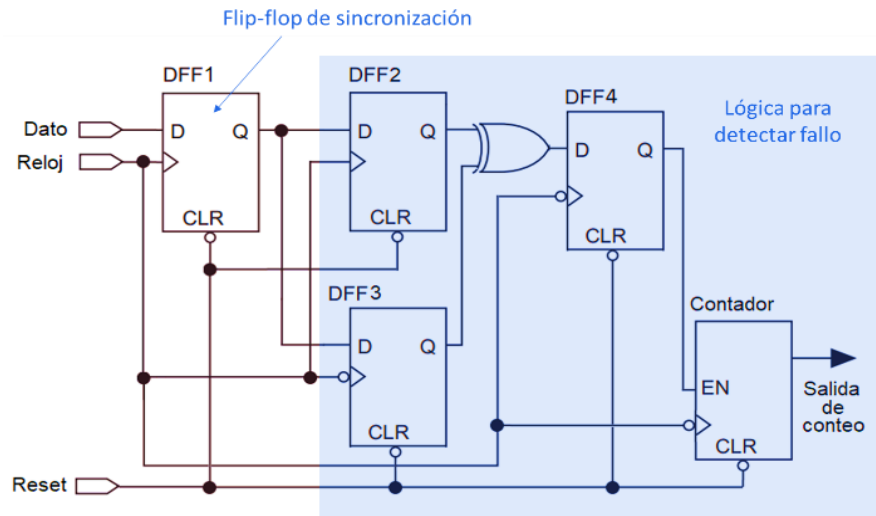 Flip-flop de sincronización
DFF1
DFF2
DFF4
Lógica para
detectar fallo
Dato
D
Q
D
Q
D
Q
Reloj
CLR
CLR
CLR
DFF3
Contador
D
Q
EN
Salida
de
conteo
CLR
CLR
Reset